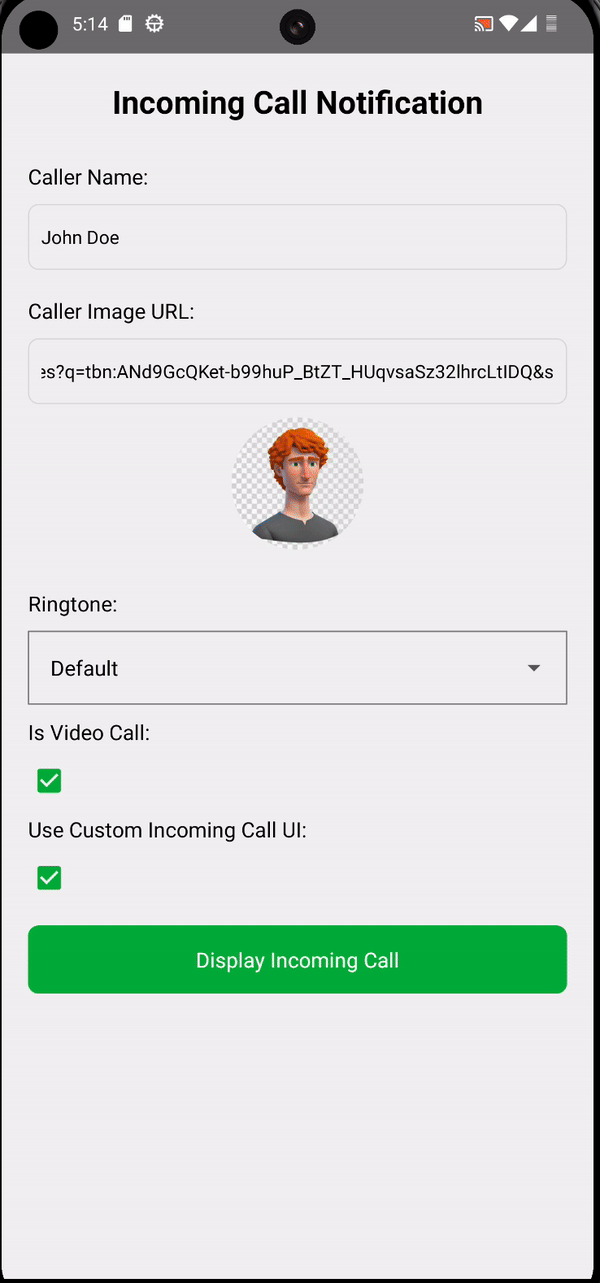 5:14
Incoming Call Notification
Caller Name:
John Doe
Caller Image URL:
es?q=tbn:ANd9GcQKet-b99huP_BtZT_HUqvsaSz32lhrcLtIDQ&s
Ringtone:
Default
Is Video Call:
Use Custom Incoming Call UI:
Display Incoming Call